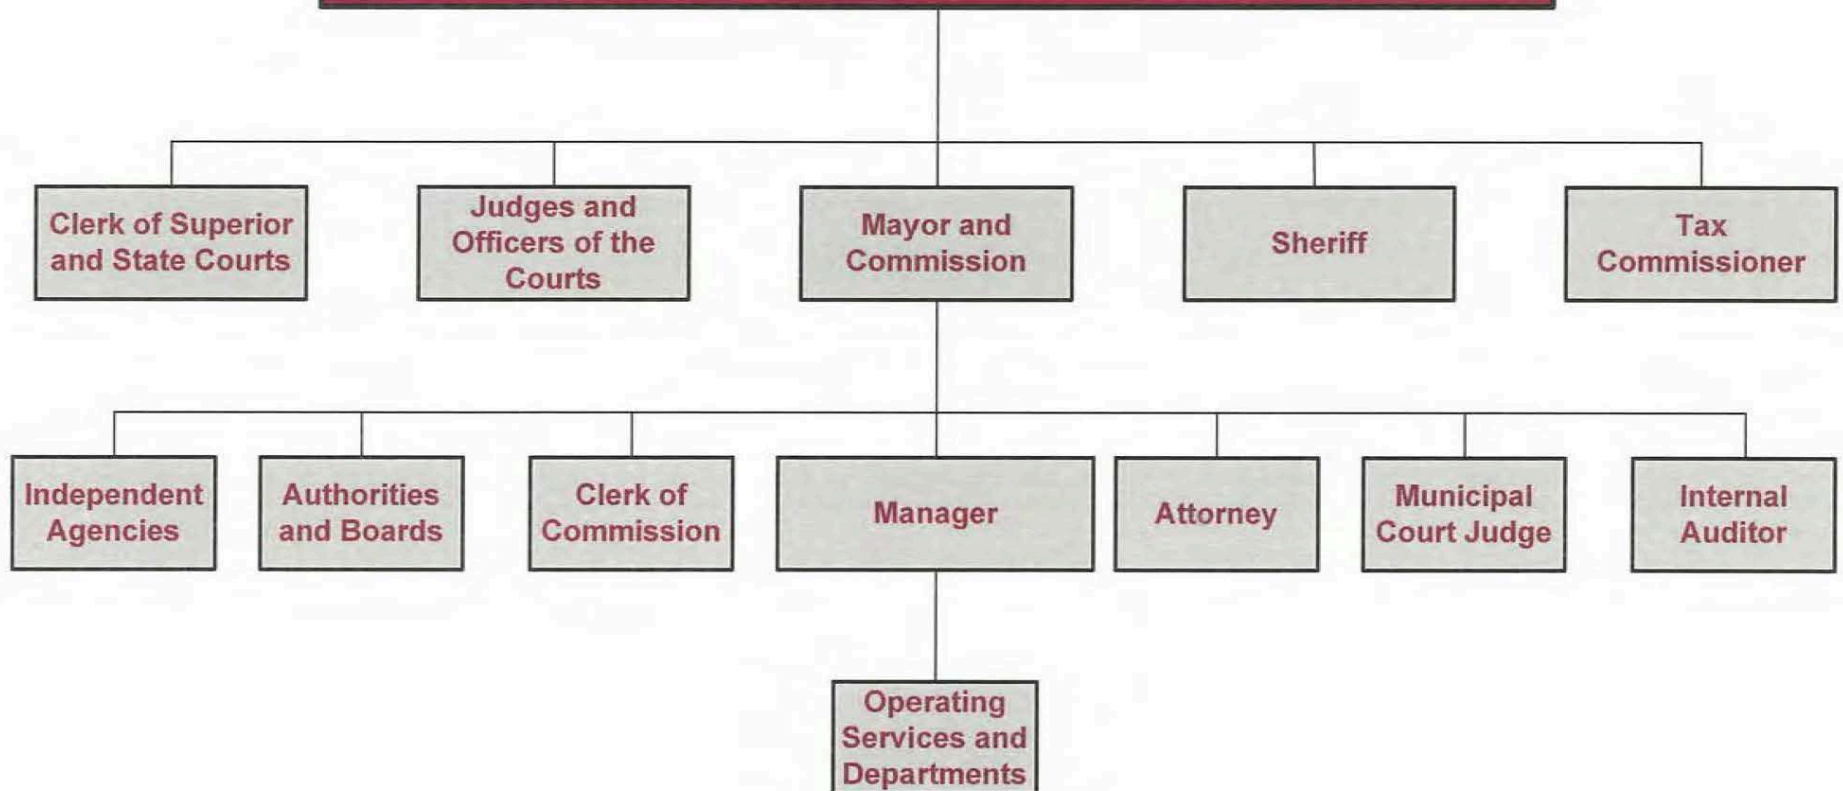 Clerk of Superior
and State Courts
Judges and
Officers of the
Courts
Mayor and
Commission
Sheriff
Tax
Commissioner
Independent
Agencies
Authorities
and Boards
Clerk of
Commission
Manager
Attorney
Municipal
Court Judge
Internal
Auditor
Operating
Services and
Departments